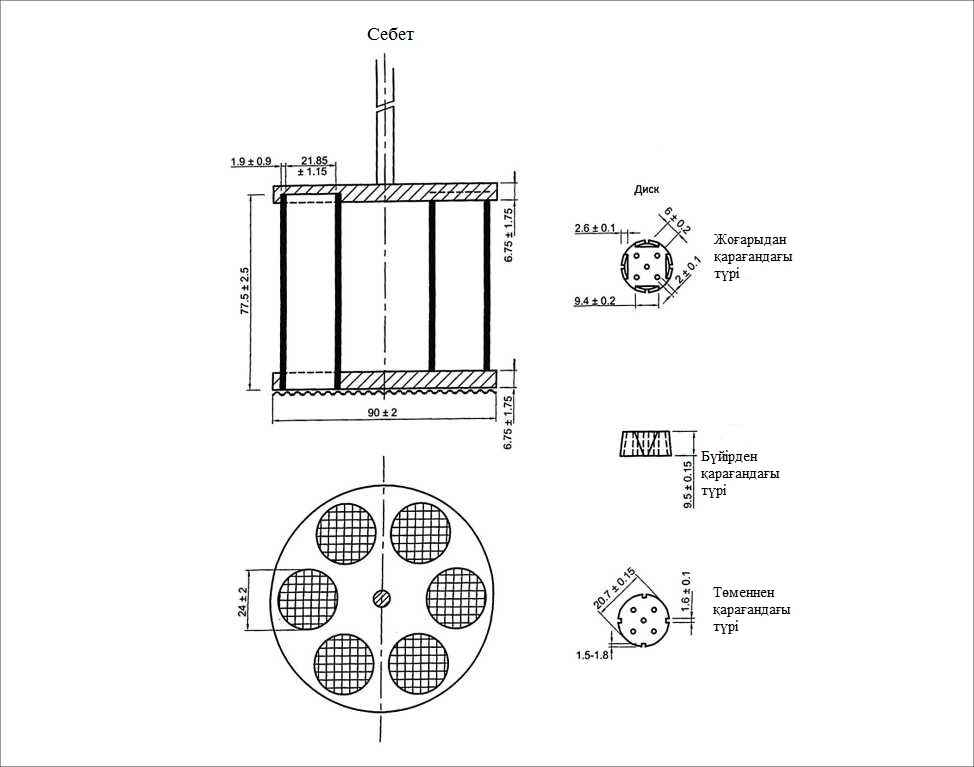 Себет
1.9 ± 0.9
21.85
± 1.15
77.5 ± 2.5
6.75 ± 1.75
6.75 ± 1.75
90 ± 2
24 ± 2
Диск
2.6 ± 0.1
6 ± 0.2
2 ± 0.1
9.4 ± 0.2
Жоғарыдан
қарағандағы
түрі
9.5 ± 0.15
Бүйірден
қарағандағы
түрі
20.7 ± 0.15
1.6 ± 0.1
1.5-1.8
Төменнен
қарағандағы
түрі